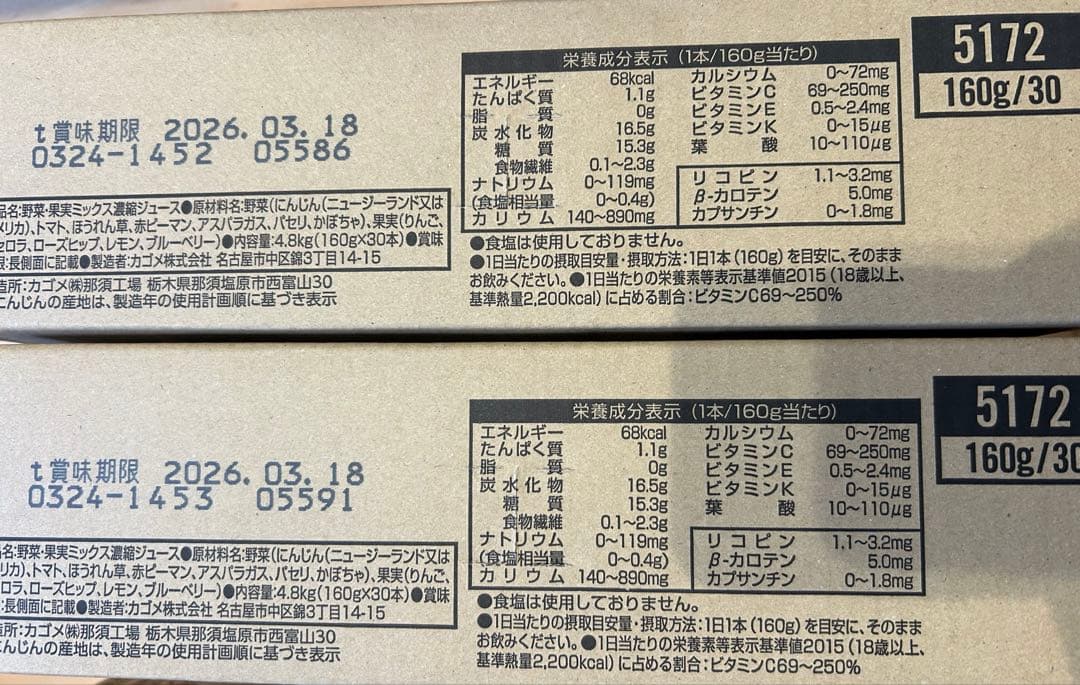 5172
160g/30
t 賞味期限 2026.03.18
0324-1452 05586
栄養成分表示 (1本/160g当たり)
エネルギー 68kcal
たんぱく質 1.1g
脂質 0g
炭水化物 16.5g
糖質 15.3g
食物繊維 0.1〜2.3g
ナトリウム 0〜119mg
(食塩相当量 0〜0.4g)
カリウム 140〜890mg
カルシウム 0〜72mg
ビタミンC 69〜250mg
ビタミンE 0.5〜2.4mg
ビタミンK 0〜15μg
葉酸 10〜110μg
リコピン 1.1〜3.2mg
β-カロテン 5.0mg
カプサンチン 0〜1.8mg
名:野菜・果実ミックス濃縮ジュース●原材料名:野菜(にんじん(ニュージーランド又は
リカ)、トマト、ほうれん草、赤ピーマン、アスパラガス、パセリ、かぼちゃ)、果実(りんご、
ロラ、ローズヒップ、レモン、ブルーベリー)●内容量:4.8kg(160g×30本)●賞味
:長側面に記載●製造者:カゴメ株式会社 名古屋市中区錦3丁目14-15
造所:カゴメ㈱那須工場 栃木県那須塩原市西富山30
にんじんの産地は、製造年の使用計画順に基づき表示
●食塩は使用しておりません。
●1日当たりの摂取目安量・摂取方法:1日1本(160g)を目安に、そのまま
お飲みください。●1日当たりの栄養素等表示基準値2015(18歳以上、
基準熱量2,200kcal)に占める割合:ビタミンC69〜250%
5172
160g/30
t 賞味期限 2026.03.18
0324-1453 05591
栄養成分表示 (1本/160g当たり)
エネルギー 68kcal
たんぱく質 1.1g
脂質 0g
炭水化物 16.5g
糖質 15.3g
食物繊維 0.1〜2.3g
ナトリウム 0〜119mg
(食塩相当量 0〜0.4g)
カリウム 140〜890mg
カルシウム 0〜72mg
ビタミンC 69〜250mg
ビタミンE 0.5〜2.4mg
ビタミンK 0〜15μg
葉酸 10〜110μg
リコピン 1.1〜3.2mg
β-カロテン 5.0mg
カプサンチン 0〜1.8mg
名:野菜・果実ミックス濃縮ジュース●原材料名:野菜(にんじん(ニュージーランド又は
リカ)、トマト、ほうれん草、赤ピーマン、アスパラガス、パセリ、かぼちゃ)、果実(りんご、
ロラ、ローズヒップ、レモン、ブルーベリー)●内容量:4.8kg(160g×30本)●賞味
:長側面に記載●製造者:カゴメ株式会社 名古屋市中区錦3丁目14-15
所:カゴメ㈱那須工場 栃木県那須塩原市西富山30
んじんの産地は、製造年の使用計画順に基づき表示
●食塩は使用しておりません。
●1日当たりの摂取目安量・摂取方法:1日1本(160g)を目安に、そのまま
お飲みください。●1日当たりの栄養素等表示基準値2015(18歳以上、
基準熱量2,200kcal)に占める割合:ビタミンC69〜250%